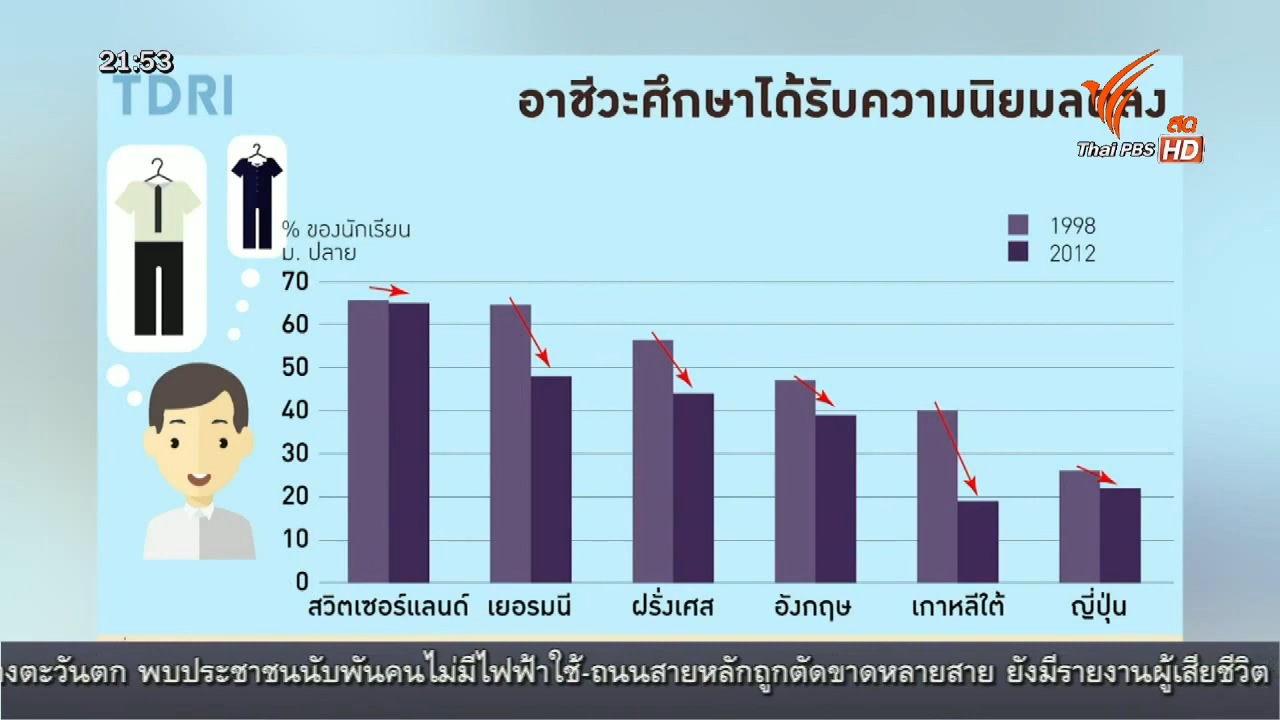 21:53
TDRI
อาชีวะศึกษาได้รับความนิยมลดลง
สด
Thai PBS HD
% ของนักเรียน
ม. ปลาย
1998
2012
70
60
50
40
30
20
10
0
สวิตเซอร์แลนด์ เยอรมนี ฝรั่งเศส อังกฤษ เกาหลีใต้ ญี่ปุ่น
งตะวันตก พบประชาชนนับพันคนไม่มีไฟฟ้าใช้-ถนนสายหลักถูกตัดขาดหลายสาย ยังมีรายงานผู้เสียชีวิต